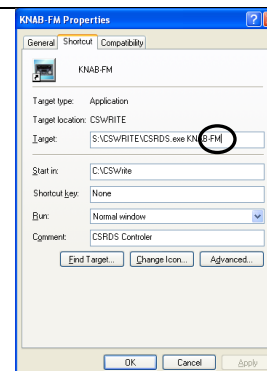 KNAB-FM Properties
General Shortcut Compatibility
KNAB-FM
Target type: Application
Target location: CSWRITE
Target: S:\CSWRITE\CSRDS.exe KNAB-FM
Start in: C:\CSWrite
Shortcut key: None
Run: Normal window
Comment: CSRDS Controler
Find Target... Change Icon... Advanced...
OK Cancel Apply